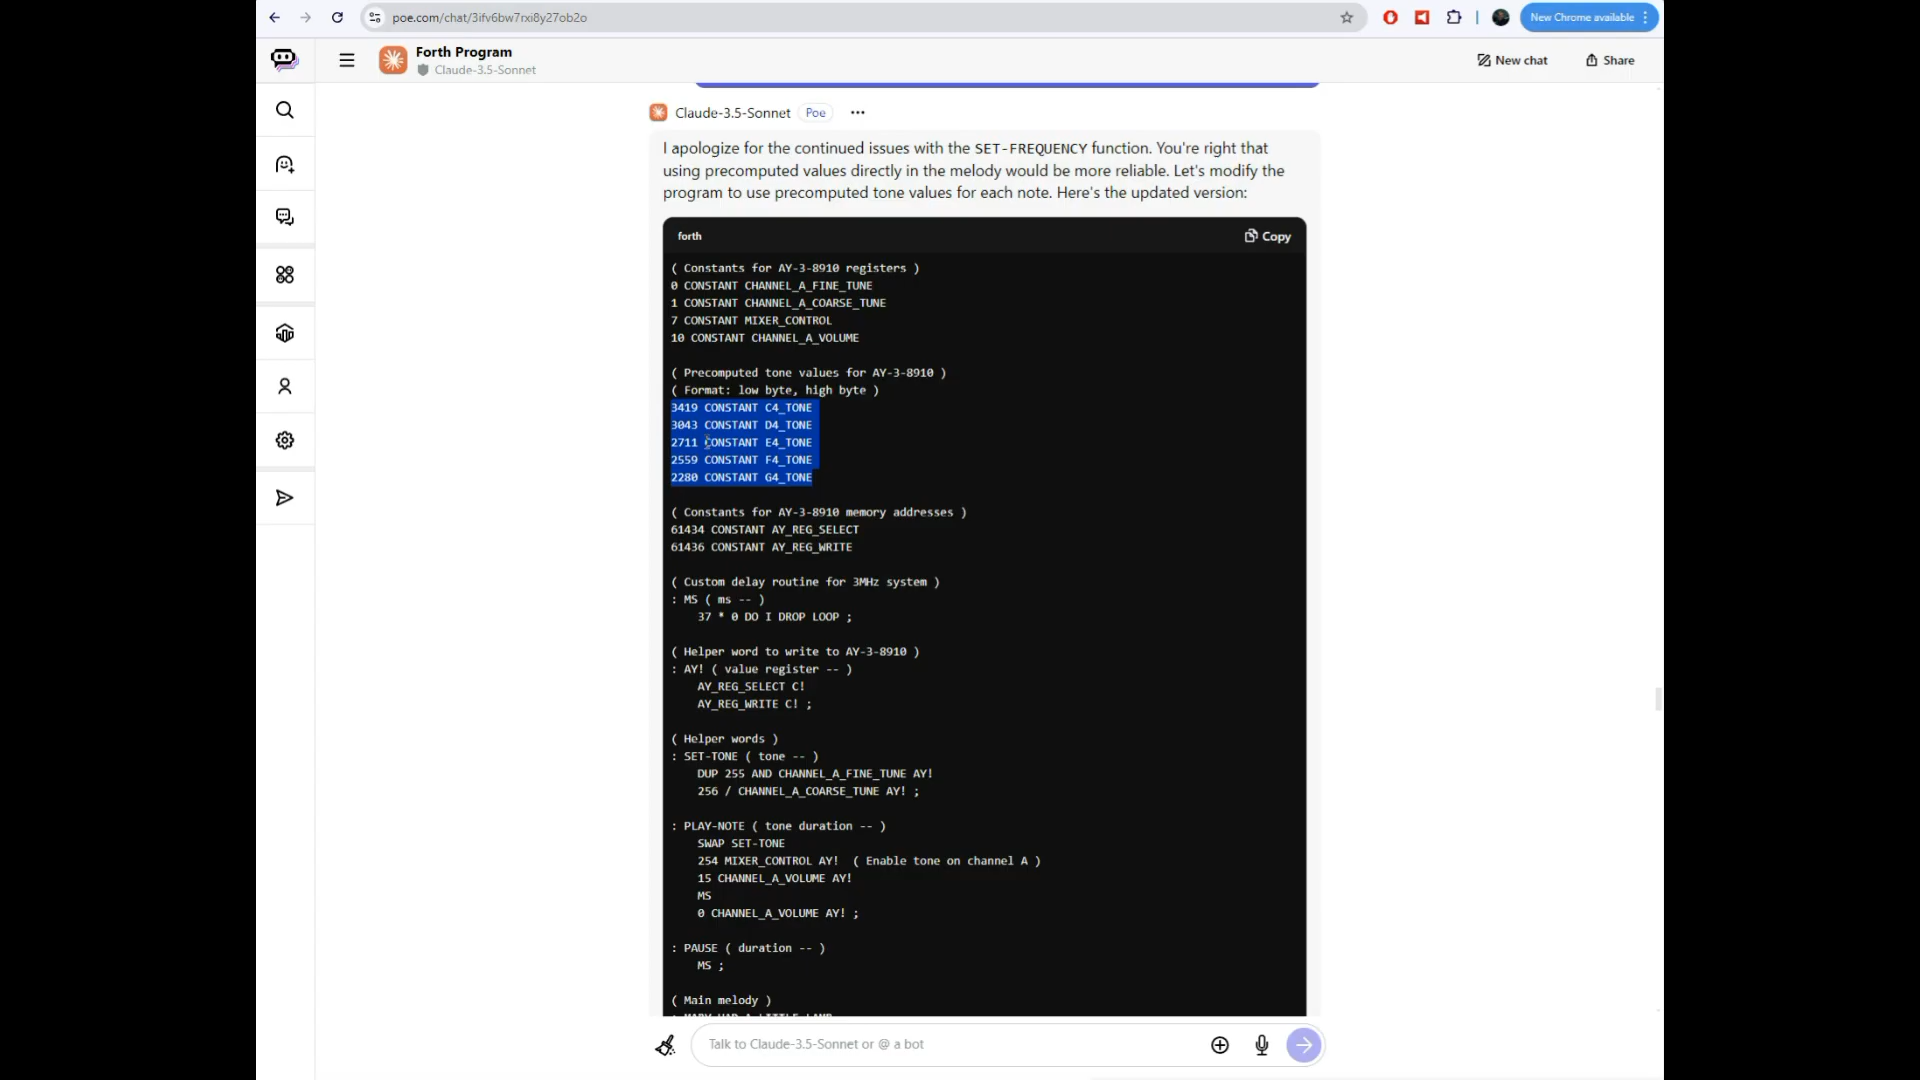 poe.com/chat/3ifv6bw7rxi8y27ob2o
New Chrome available
Forth Program
Claude-3.5-Sonnet
New chat
Share
Claude-3.5-Sonnet Poe
I apologize for the continued issues with the SET-FREQUENCY function. You're right that
using precomputed values directly in the melody would be more reliable. Let's modify the
program to use precomputed tone values for each note. Here's the updated version:
forth
Copy
( Constants for AY-3-8910 registers )
0 CONSTANT CHANNEL_A_FINE_TUNE
1 CONSTANT CHANNEL_A_COARSE_TUNE
7 CONSTANT MIXER_CONTROL
10 CONSTANT CHANNEL_A_VOLUME
( Precomputed tone values for AY-3-8910 )
( Format: low byte, high byte )
3419 CONSTANT C4_TONE
3043 CONSTANT D4_TONE
2711 CONSTANT E4_TONE
2559 CONSTANT F4_TONE
2280 CONSTANT G4_TONE
( Constants for AY-3-8910 memory addresses )
61434 CONSTANT AY_REG_SELECT
61436 CONSTANT AY_REG_WRITE
( Custom delay routine for 3MHz system )
: MS ( ms -- )
37 * 0 DO I DROP LOOP ;
( Helper word to write to AY-3-8910 )
: AY! ( value register -- )
AY_REG_SELECT C!
AY_REG_WRITE C! ;
( Helper words )
: SET-TONE ( tone -- )
DUP 255 AND CHANNEL_A_FINE_TUNE AY!
256 / CHANNEL_A_COARSE_TUNE AY! ;
: PLAY-NOTE ( tone duration -- )
SWAP SET-TONE
254 MIXER_CONTROL AY! ( Enable tone on channel A )
15 CHANNEL_A_VOLUME AY!
MS
0 CHANNEL_A_VOLUME AY! ;
: PAUSE ( duration -- )
MS ;
( Main melody )
: MARY-HAD-A-LITTLE-LAMB
Talk to Claude-3.5-Sonnet or @ a bot